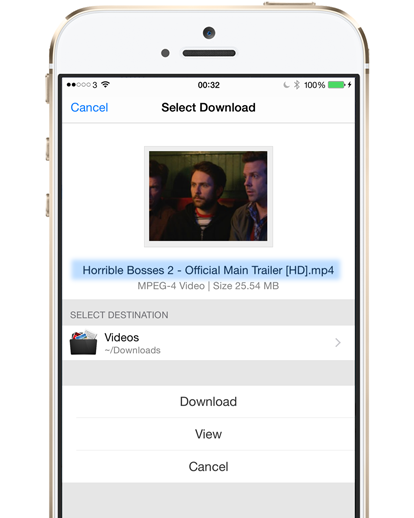 3 00:32 100%
Cancel Select Download
Horrible Bosses 2 - Official Main Trailer [HD].mp4
MPEG-4 Video | Size 25.54 MB
SELECT DESTINATION
Videos
~/Downloads
Download
View
Cancel